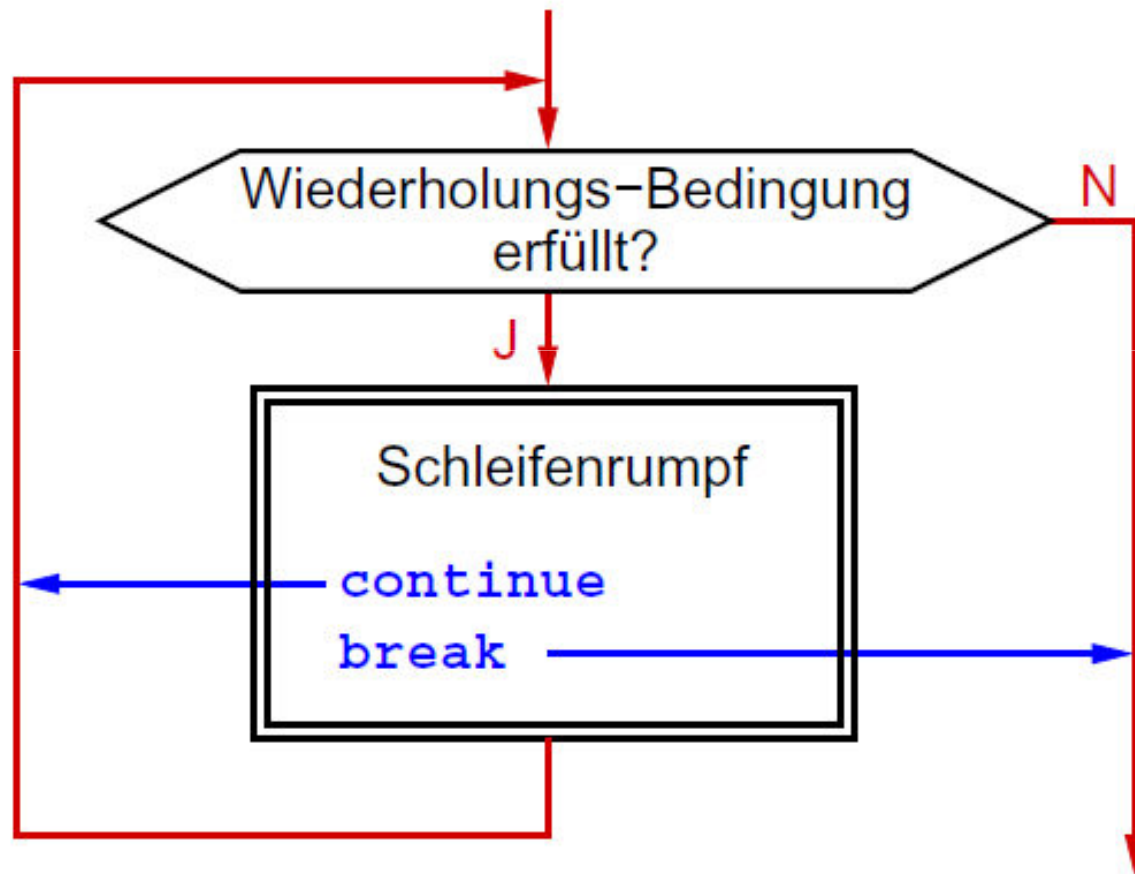 Wiederholungs-Bedingung
erfüllt?
N
J
Schleifenrumpf
continue
break